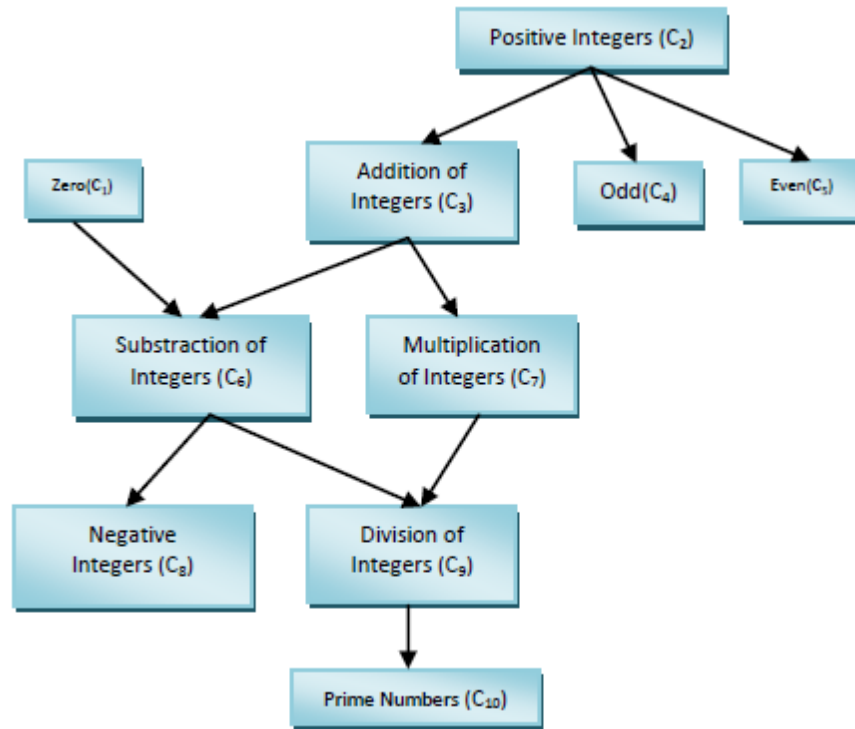 Positive Integers (C₂)
Addition of
Integers (C₃)
Zero(C₁)
Odd(C₄)
Even(C₅)
Substraction of
Integers (C₆)
Multiplication
of Integers (C₇)
Negative
Integers (C₈)
Division of
Integers (C₉)
Prime Numbers (C₁₀)